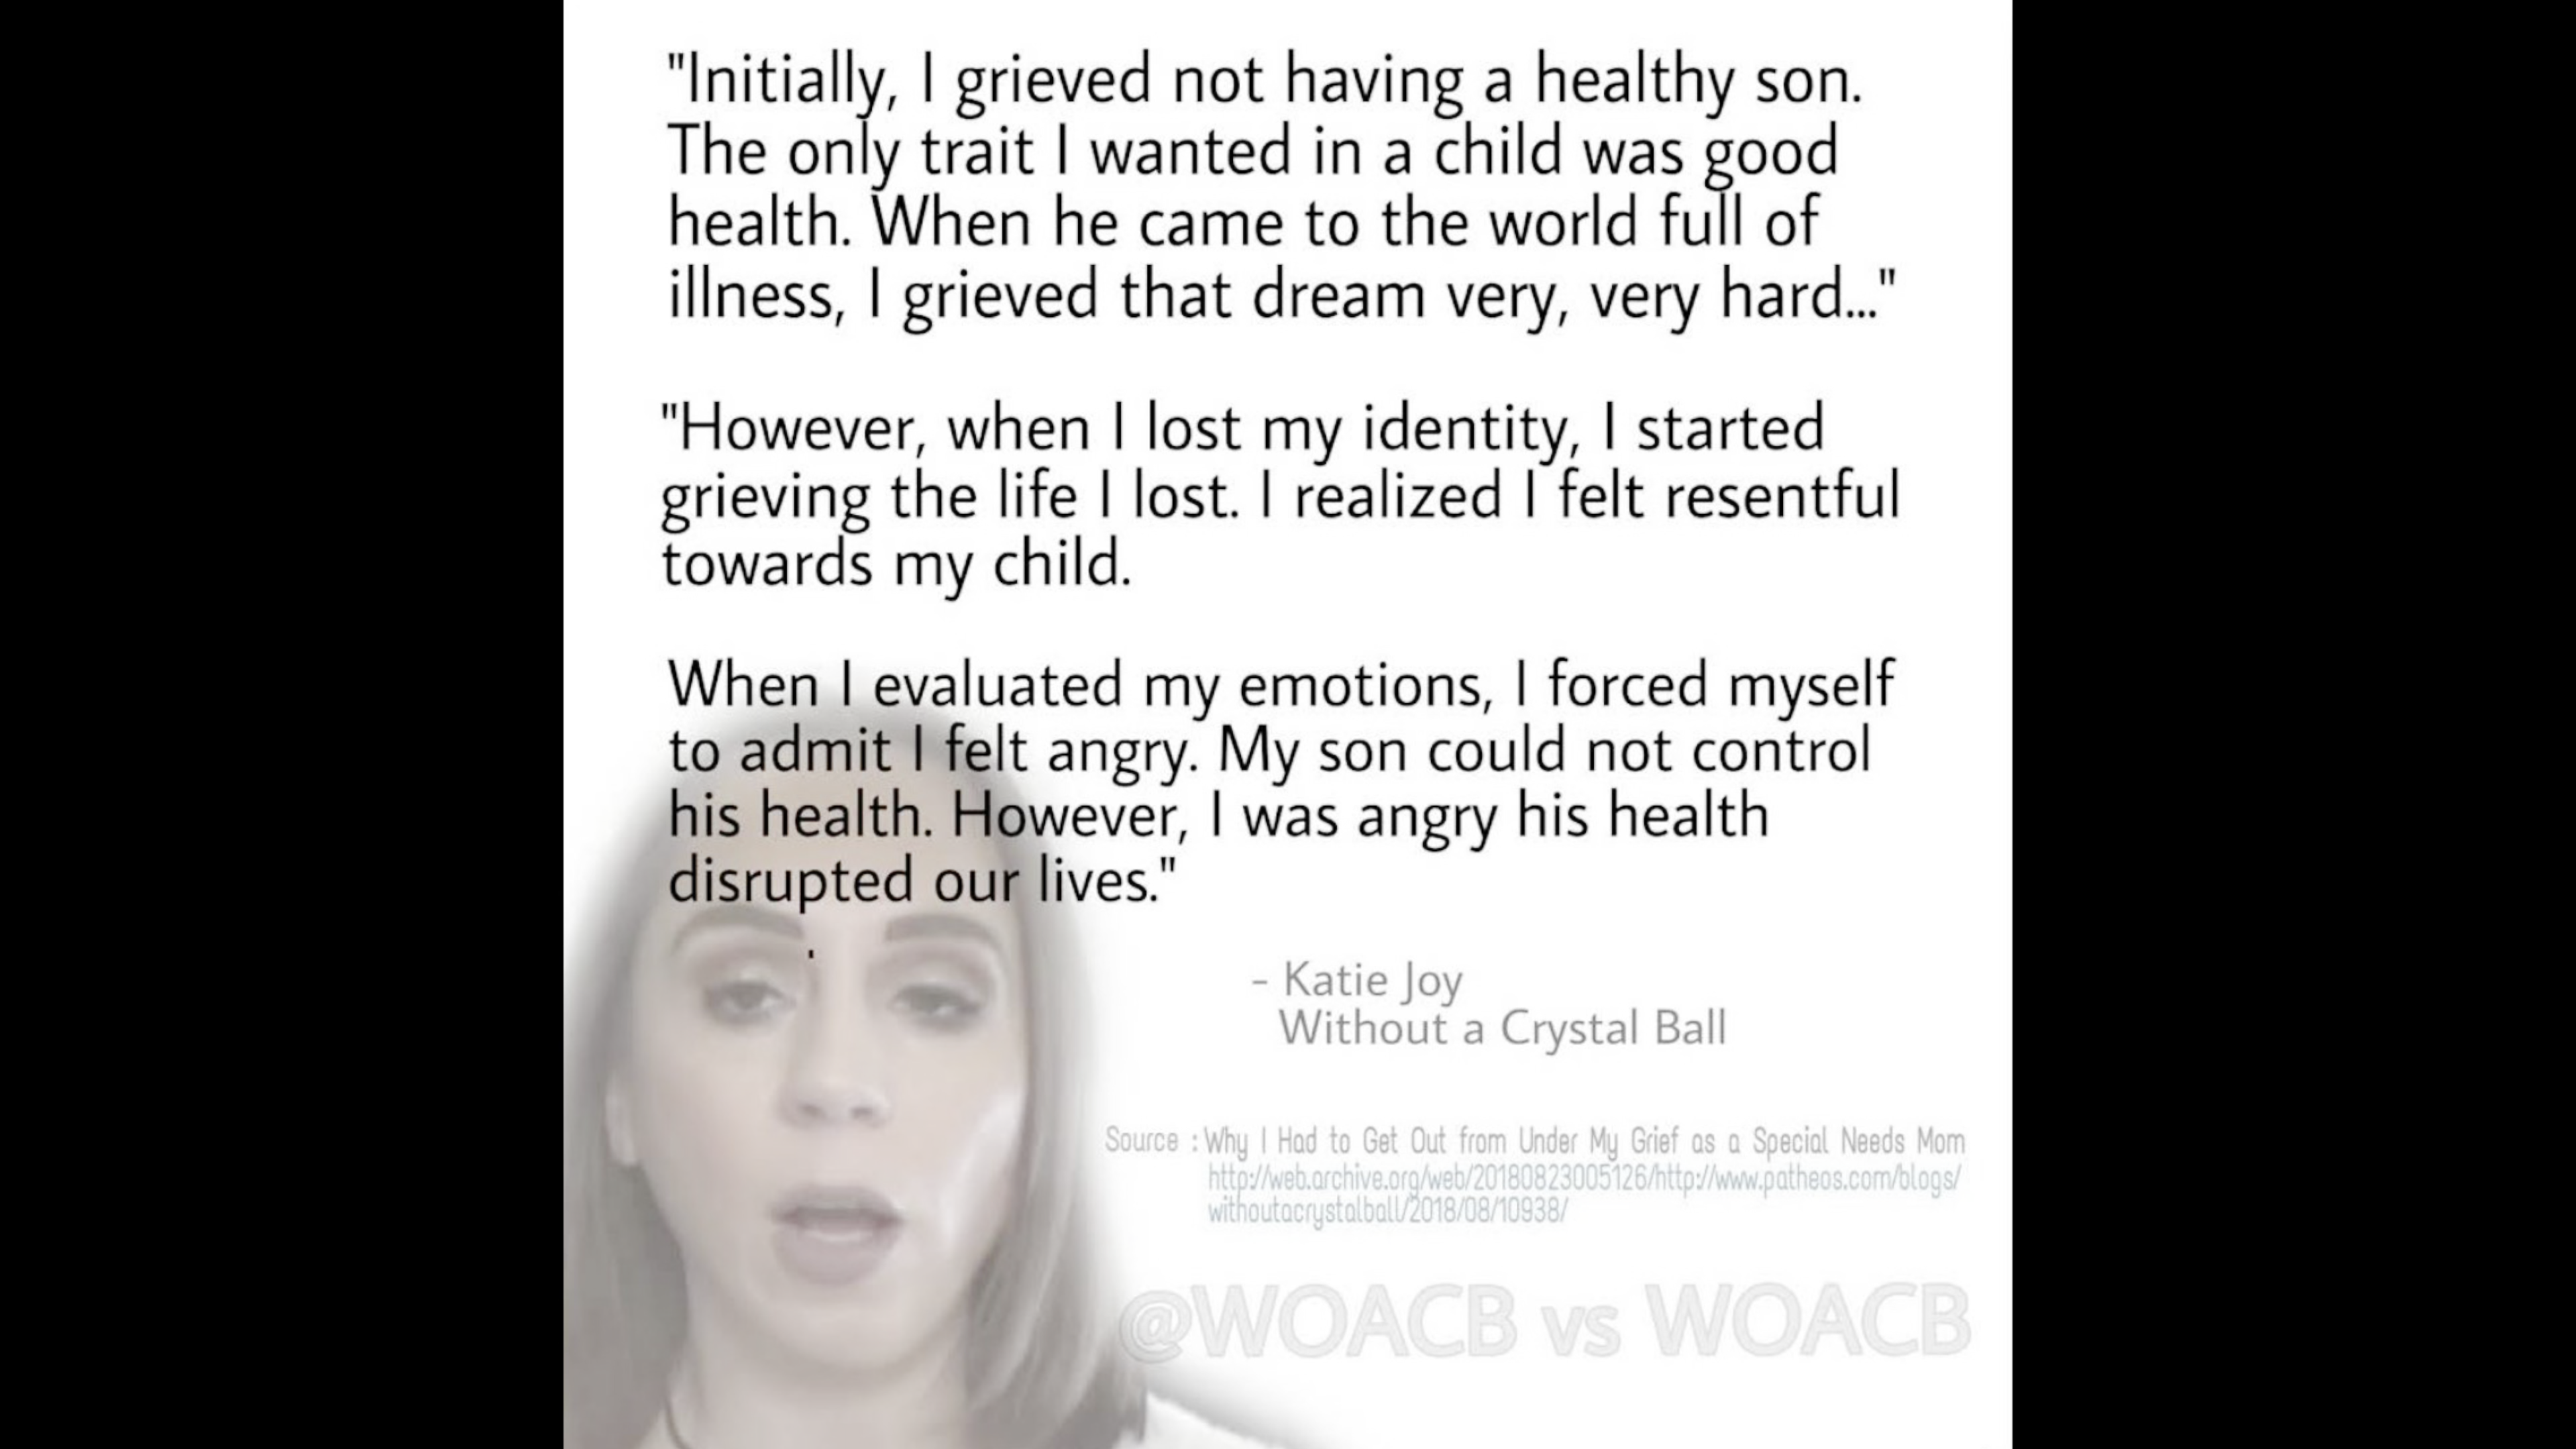 "Initially, I grieved not having a healthy son.
The only trait I wanted in a child was good
health. When he came to the world full of
illness, I grieved that dream very, very hard..."
"However, when I lost my identity, I started
grieving the life I lost. I realized I felt resentful
towards my child.
When I evaluated my emotions, I forced myself
to admit I felt angry. My son could not control
his health. However, I was angry his health
disrupted our lives."
- Katie Joy
Without a Crystal Ball
Source : Why I Had to Get Out from Under My Grief as a Special Needs Mom
http://web.archive.org/web/20180823005126/http://www.patheos.com/blogs/
withoutacrystalball/2018/08/10938/
@WOACB vs WOACB